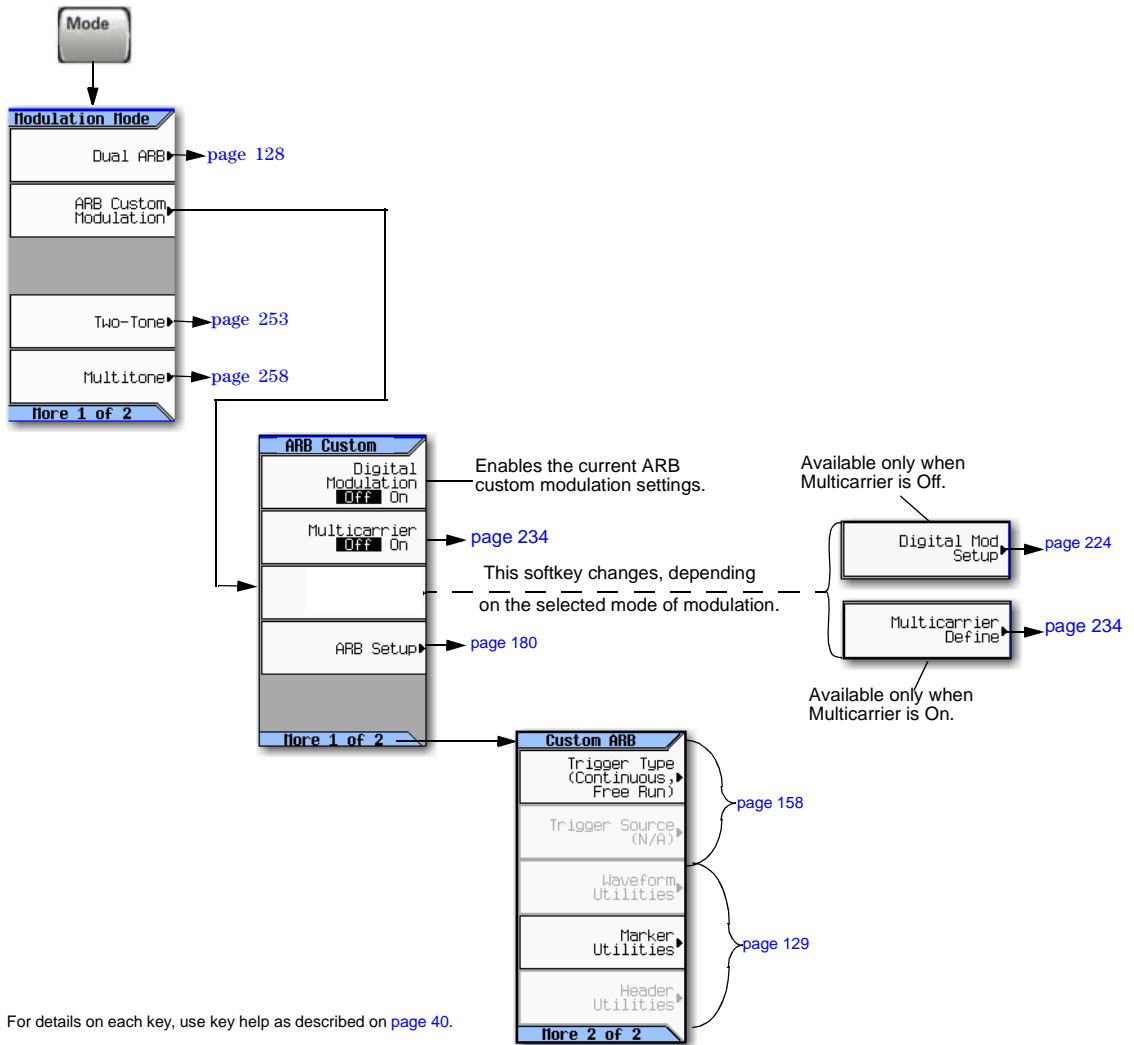 Mode
Modulation Mode
Dual ARB
page 128
ARB Custom
Modulation
Two-Tone
page 253
Multitone
page 258
More 1 of 2
ARB Custom
Digital
Modulation
Off On
Enables the current ARB
custom modulation settings.
Multicarrier
Off On
page 234
This softkey changes, depending
on the selected mode of modulation.
ARB Setup
page 180
More 1 of 2
Available only when
Multicarrier is Off.
Digital Mod
Setup
page 224
Multicarrier
Define
page 234
Available only when
Multicarrier is On.
Custom ARB
Trigger Type
(Continuous,
Free Run)
Trigger Source
(N/A)
page 158
Waveform
Utilities
Marker
Utilities
page 129
Header
Utilities
More 2 of 2
For details on each key, use key help as described on page 40.